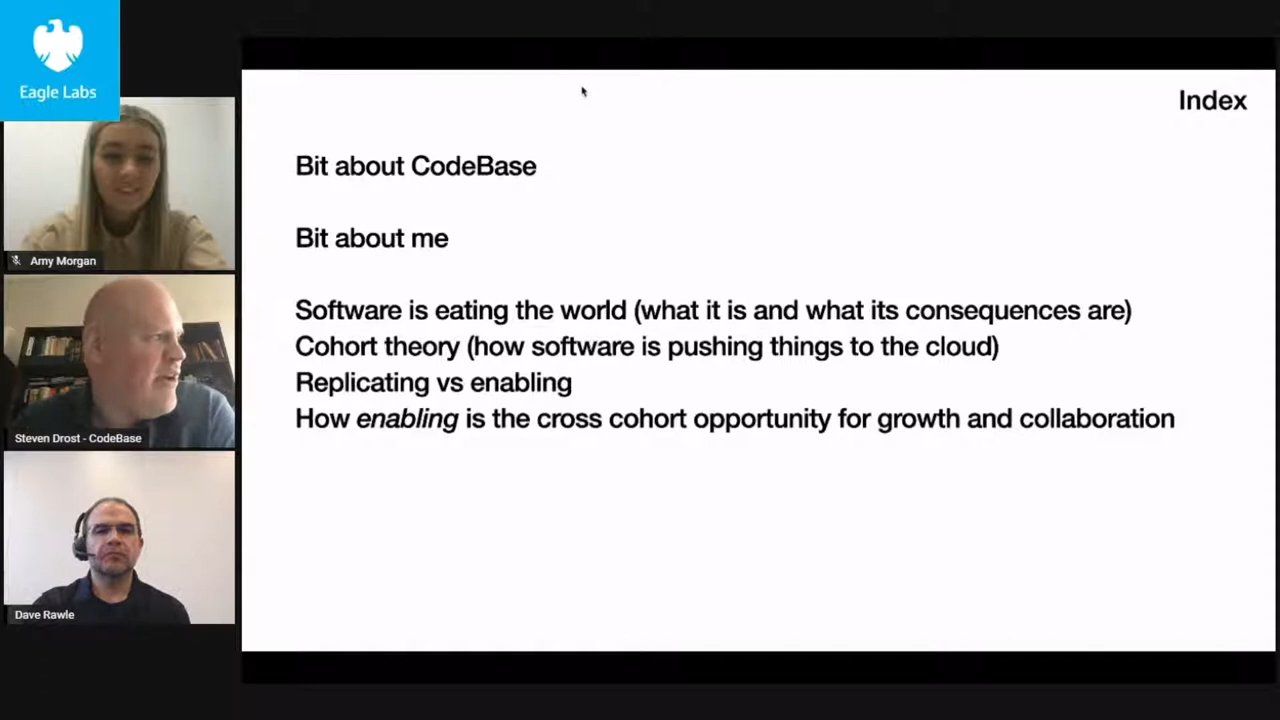 Eagle Labs
Amy Morgan
Steven Drost - CodeBase
Dave Rawle
Index
Bit about CodeBase
Bit about me
Software is eating the world (what it is and what its consequences are)
Cohort theory (how software is pushing things to the cloud)
Replicating vs enabling
How enabling is the cross cohort opportunity for growth and collaboration